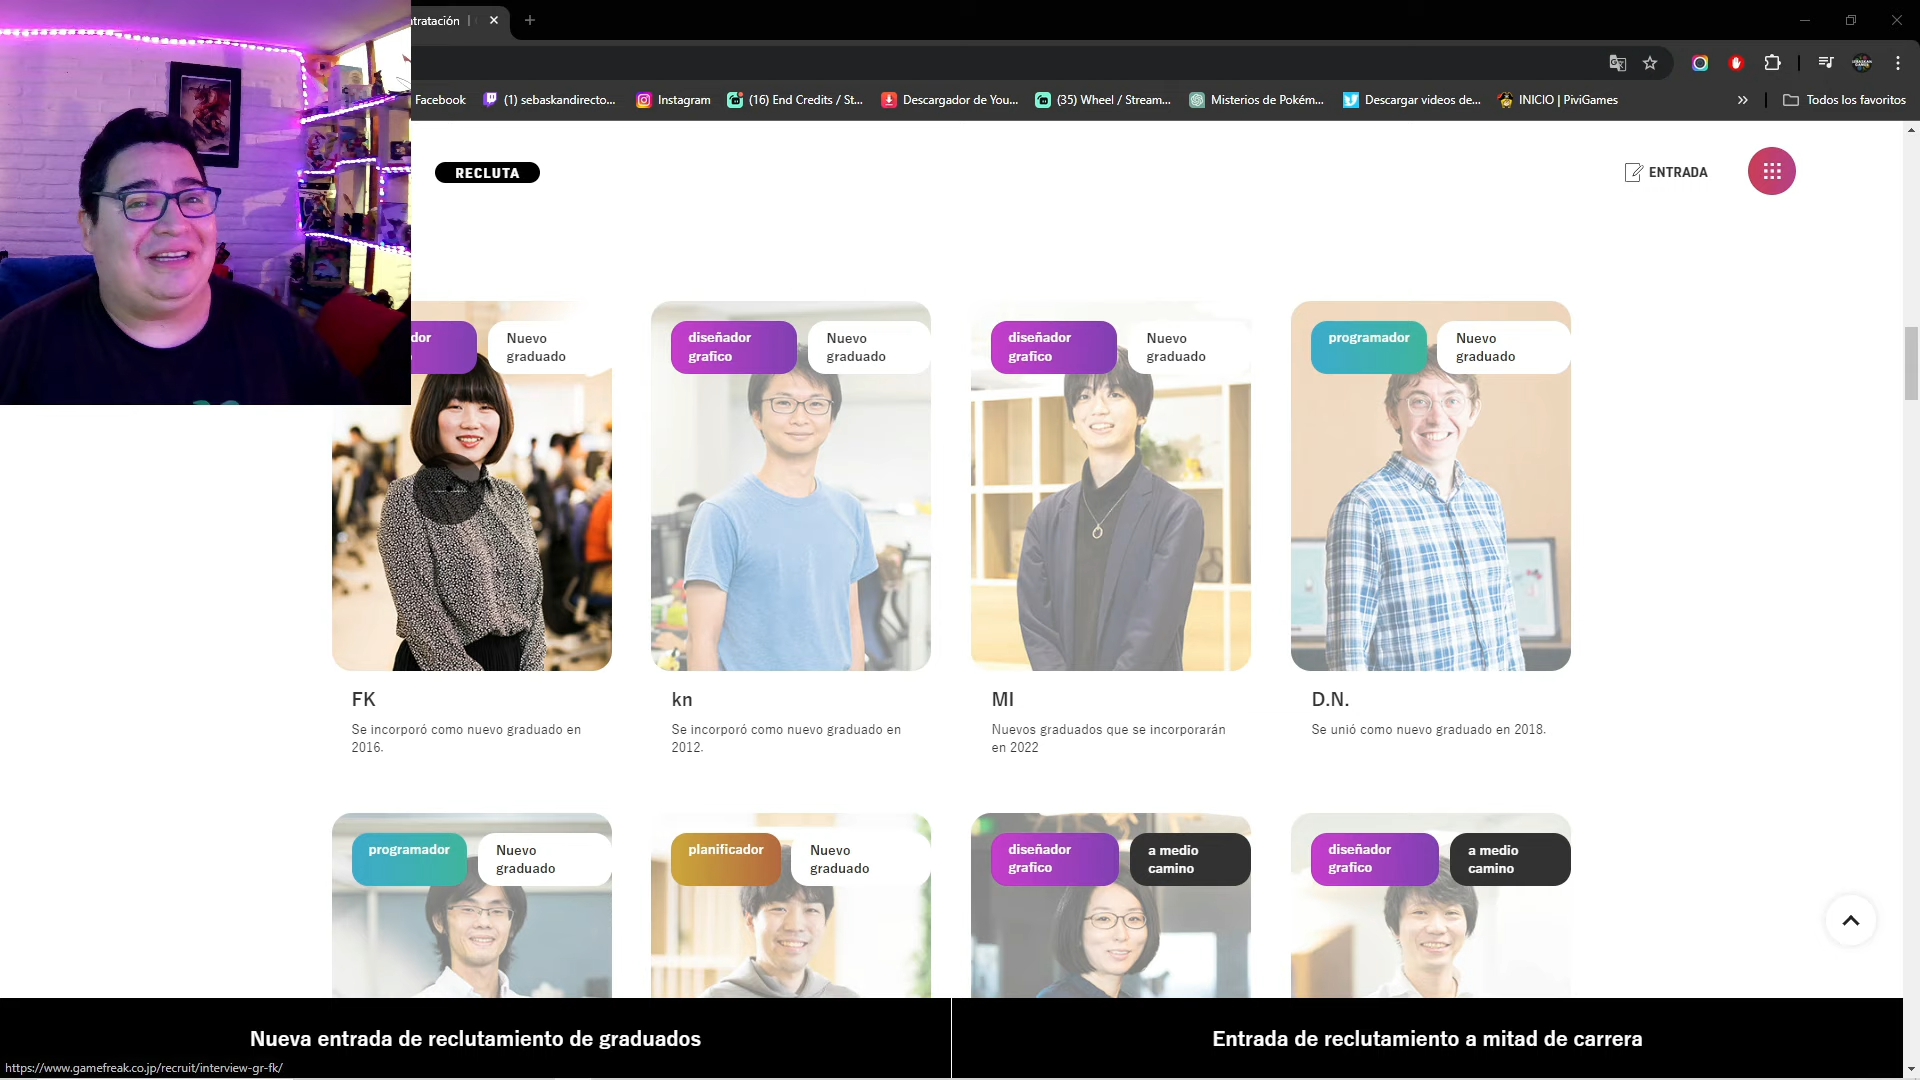 tratación |
Facebook
(1) sebaskandirecto...
Instagram
(16) End Credits / St...
Descargador de You...
(35) Wheel / Stream...
Misterios de Pokém...
Descargar videos de...
INICIO | PiviGames
Todos los favoritos
RECLUTA
ENTRADA
dor
Nuevo
graduado
diseñador
grafico
Nuevo
graduado
diseñador
grafico
Nuevo
graduado
programador
Nuevo
graduado
FK
Se incorporó como nuevo graduado en
2016.
kn
Se incorporó como nuevo graduado en
2012.
MI
Nuevos graduados que se incorporarán
en 2022
D.N.
Se unió como nuevo graduado en 2018.
programador
Nuevo
graduado
planificador
Nuevo
graduado
diseñador
grafico
a medio
camino
diseñador
grafico
a medio
camino
Nueva entrada de reclutamiento de graduados
Entrada de reclutamiento a mitad de carrera
https://www.gamefreak.co.jp/recruit/interview-gr-fk/